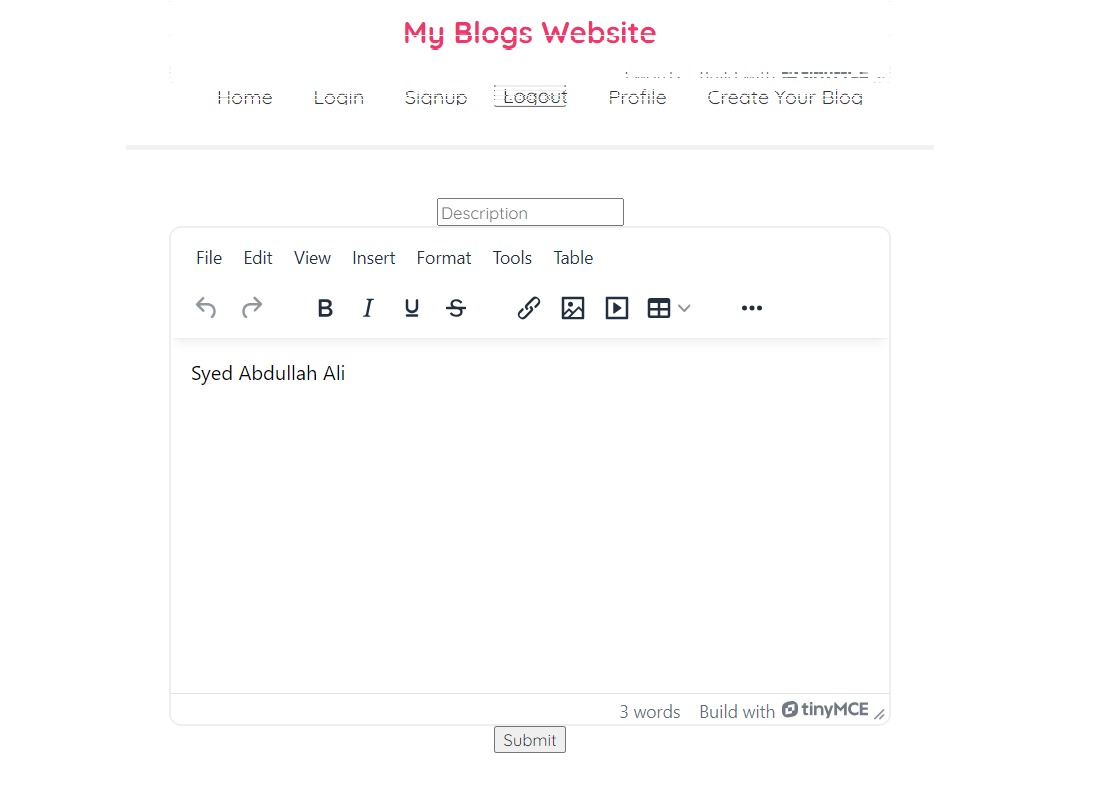 My Blogs Website
Home Login Signup Logout Profile Create Your Blog
Description
File Edit View Insert Format Tools Table
B I U S
Syed Abdullah Ali
3 words Build with tinyMCE
Submit